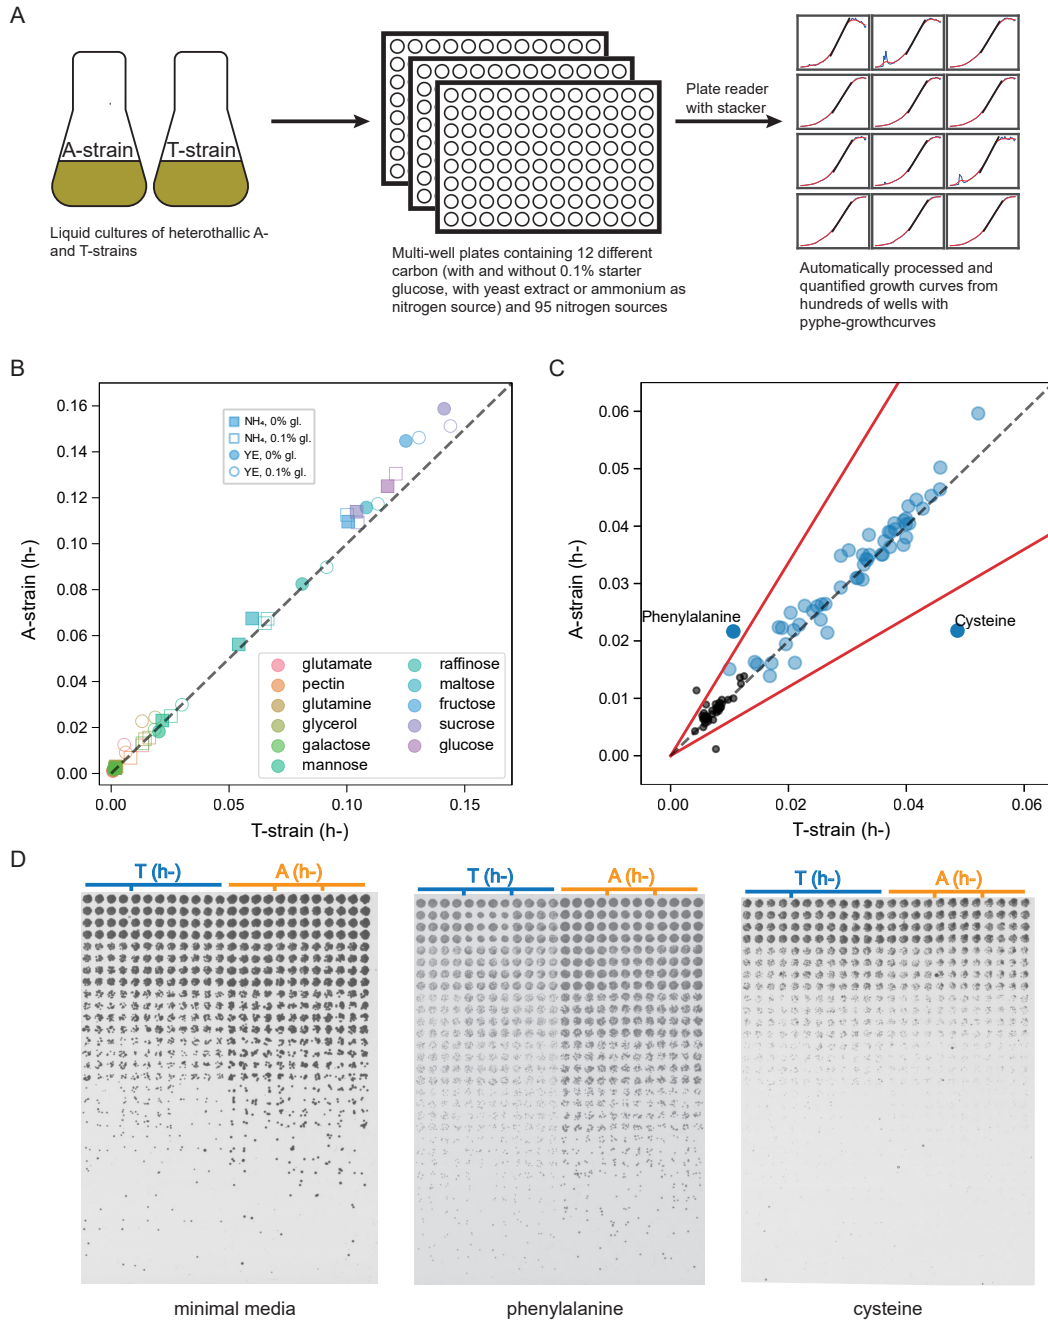 A
A-strain
T-strain
Liquid cultures of heterothallic A-
and T-strains
Multi-well plates containing 12 different
carbon (with and without 0.1% starter
glucose, with yeast extract or ammonium as
nitrogen source) and 95 nitrogen sources
Plate reader
with stacker
Automatically processed and
quantified growth curves from
hundreds of wells with
pyphe-growthcurves
B
A-strain (h-)
0.16
0.14
0.12
0.10
0.08
0.06
0.04
0.02
0.00
NH₄, 0% gl.
NH₄, 0.1% gl.
YE, 0% gl.
YE, 0.1% gl.
glutamate
pectin
glutamine
glycerol
galactose
mannose
raffinose
maltose
fructose
sucrose
glucose
0.00 0.05 0.10 0.15
T-strain (h-)
C
A-strain (h-)
0.06
0.05
0.04
0.03
0.02
0.01
0.00
Phenylalanine
Cysteine
0.00 0.02 0.04 0.06
T-strain (h-)
D
T (h-) A (h-)
T (h-) A (h-)
T (h-) A (h-)
minimal media
phenylalanine
cysteine